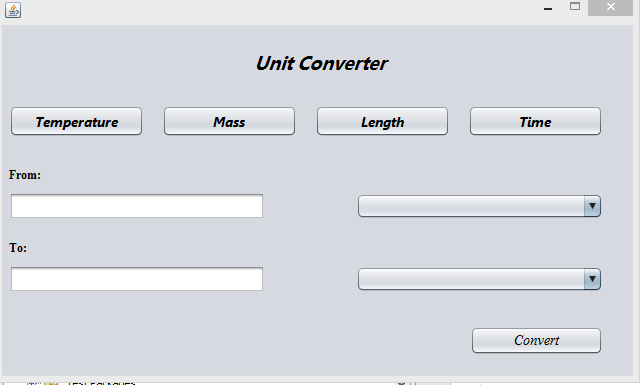 Unit Converter
Temperature Mass Length Time
From:
To:
Convert